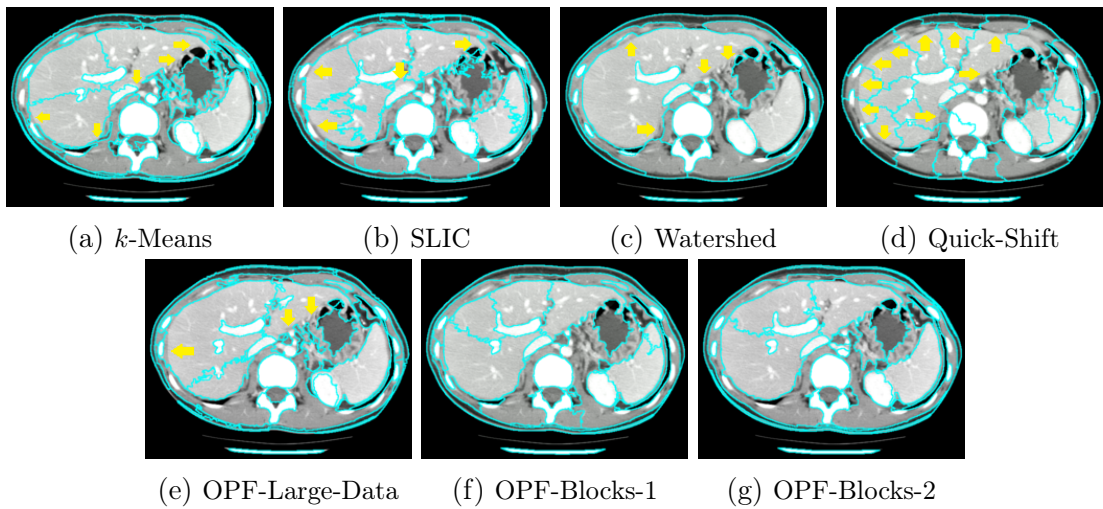 (a) k-Means
(b) SLIC
(c) Watershed
(d) Quick-Shift
(e) OPF-Large-Data
(f) OPF-Blocks-1
(g) OPF-Blocks-2